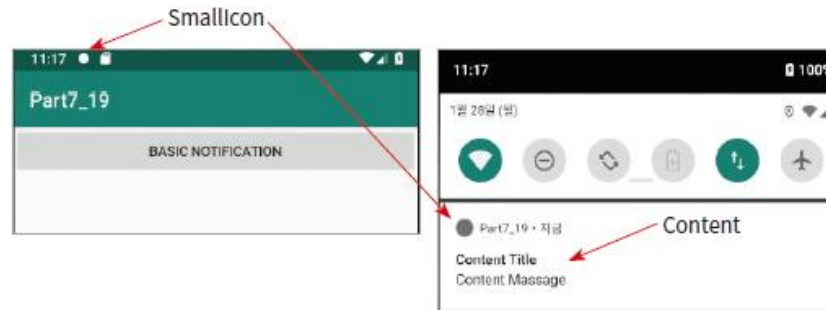 SmallIcon
11:17
Part7_19
BASIC NOTIFICATION
11:17
100%
1월 28일 (월)
Part7_19 • 지금
Content
Content Title
Content Massage